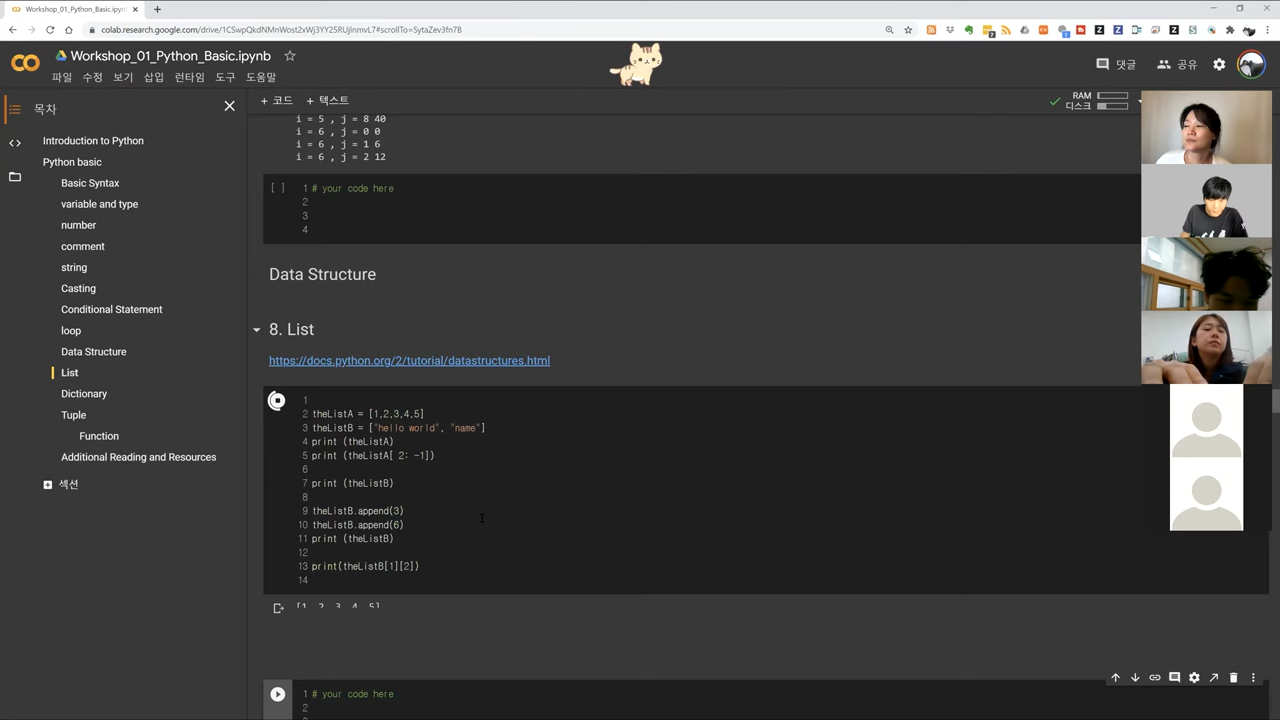 Workshop_01_Python_Basic.ipynb
colab.research.google.com/drive/1CSwpQkdNMnWost2xWj3YY25RUjlnmvL7#scrollTo=SytaZev3fn7B
Workshop_01_Python_Basic.ipynb
댓글
공유
파일 수정 보기 삽입 런타임 도구 도움말
목차
+ 코드 + 텍스트
RAM
디스크
Introduction to Python
Python basic
Basic Syntax
variable and type
number
comment
string
Casting
Conditional Statement
loop
Data Structure
List
Dictionary
Tuple
Function
Additional Reading and Resources
섹션
i = 5 , j = 8 40
i = 6 , j = 0 0
i = 6 , j = 1 6
i = 6 , j = 2 12
[ ] 1 # your code here
2
3
4
Data Structure
8. List
https://docs.python.org/2/tutorial/datastructures.html
1
2 theListA = [1,2,3,4,5]
3 theListB = ["hello world", "name"]
4 print (theListA)
5 print (theListA[ 2: -1])
6
7 print (theListB)
8
9 theListB.append(3)
10 theListB.append(6)
11 print (theListB)
12
13 print(theListB[1][2])
14
[1, 2, 3, 4, 5]
1 # your code here
2